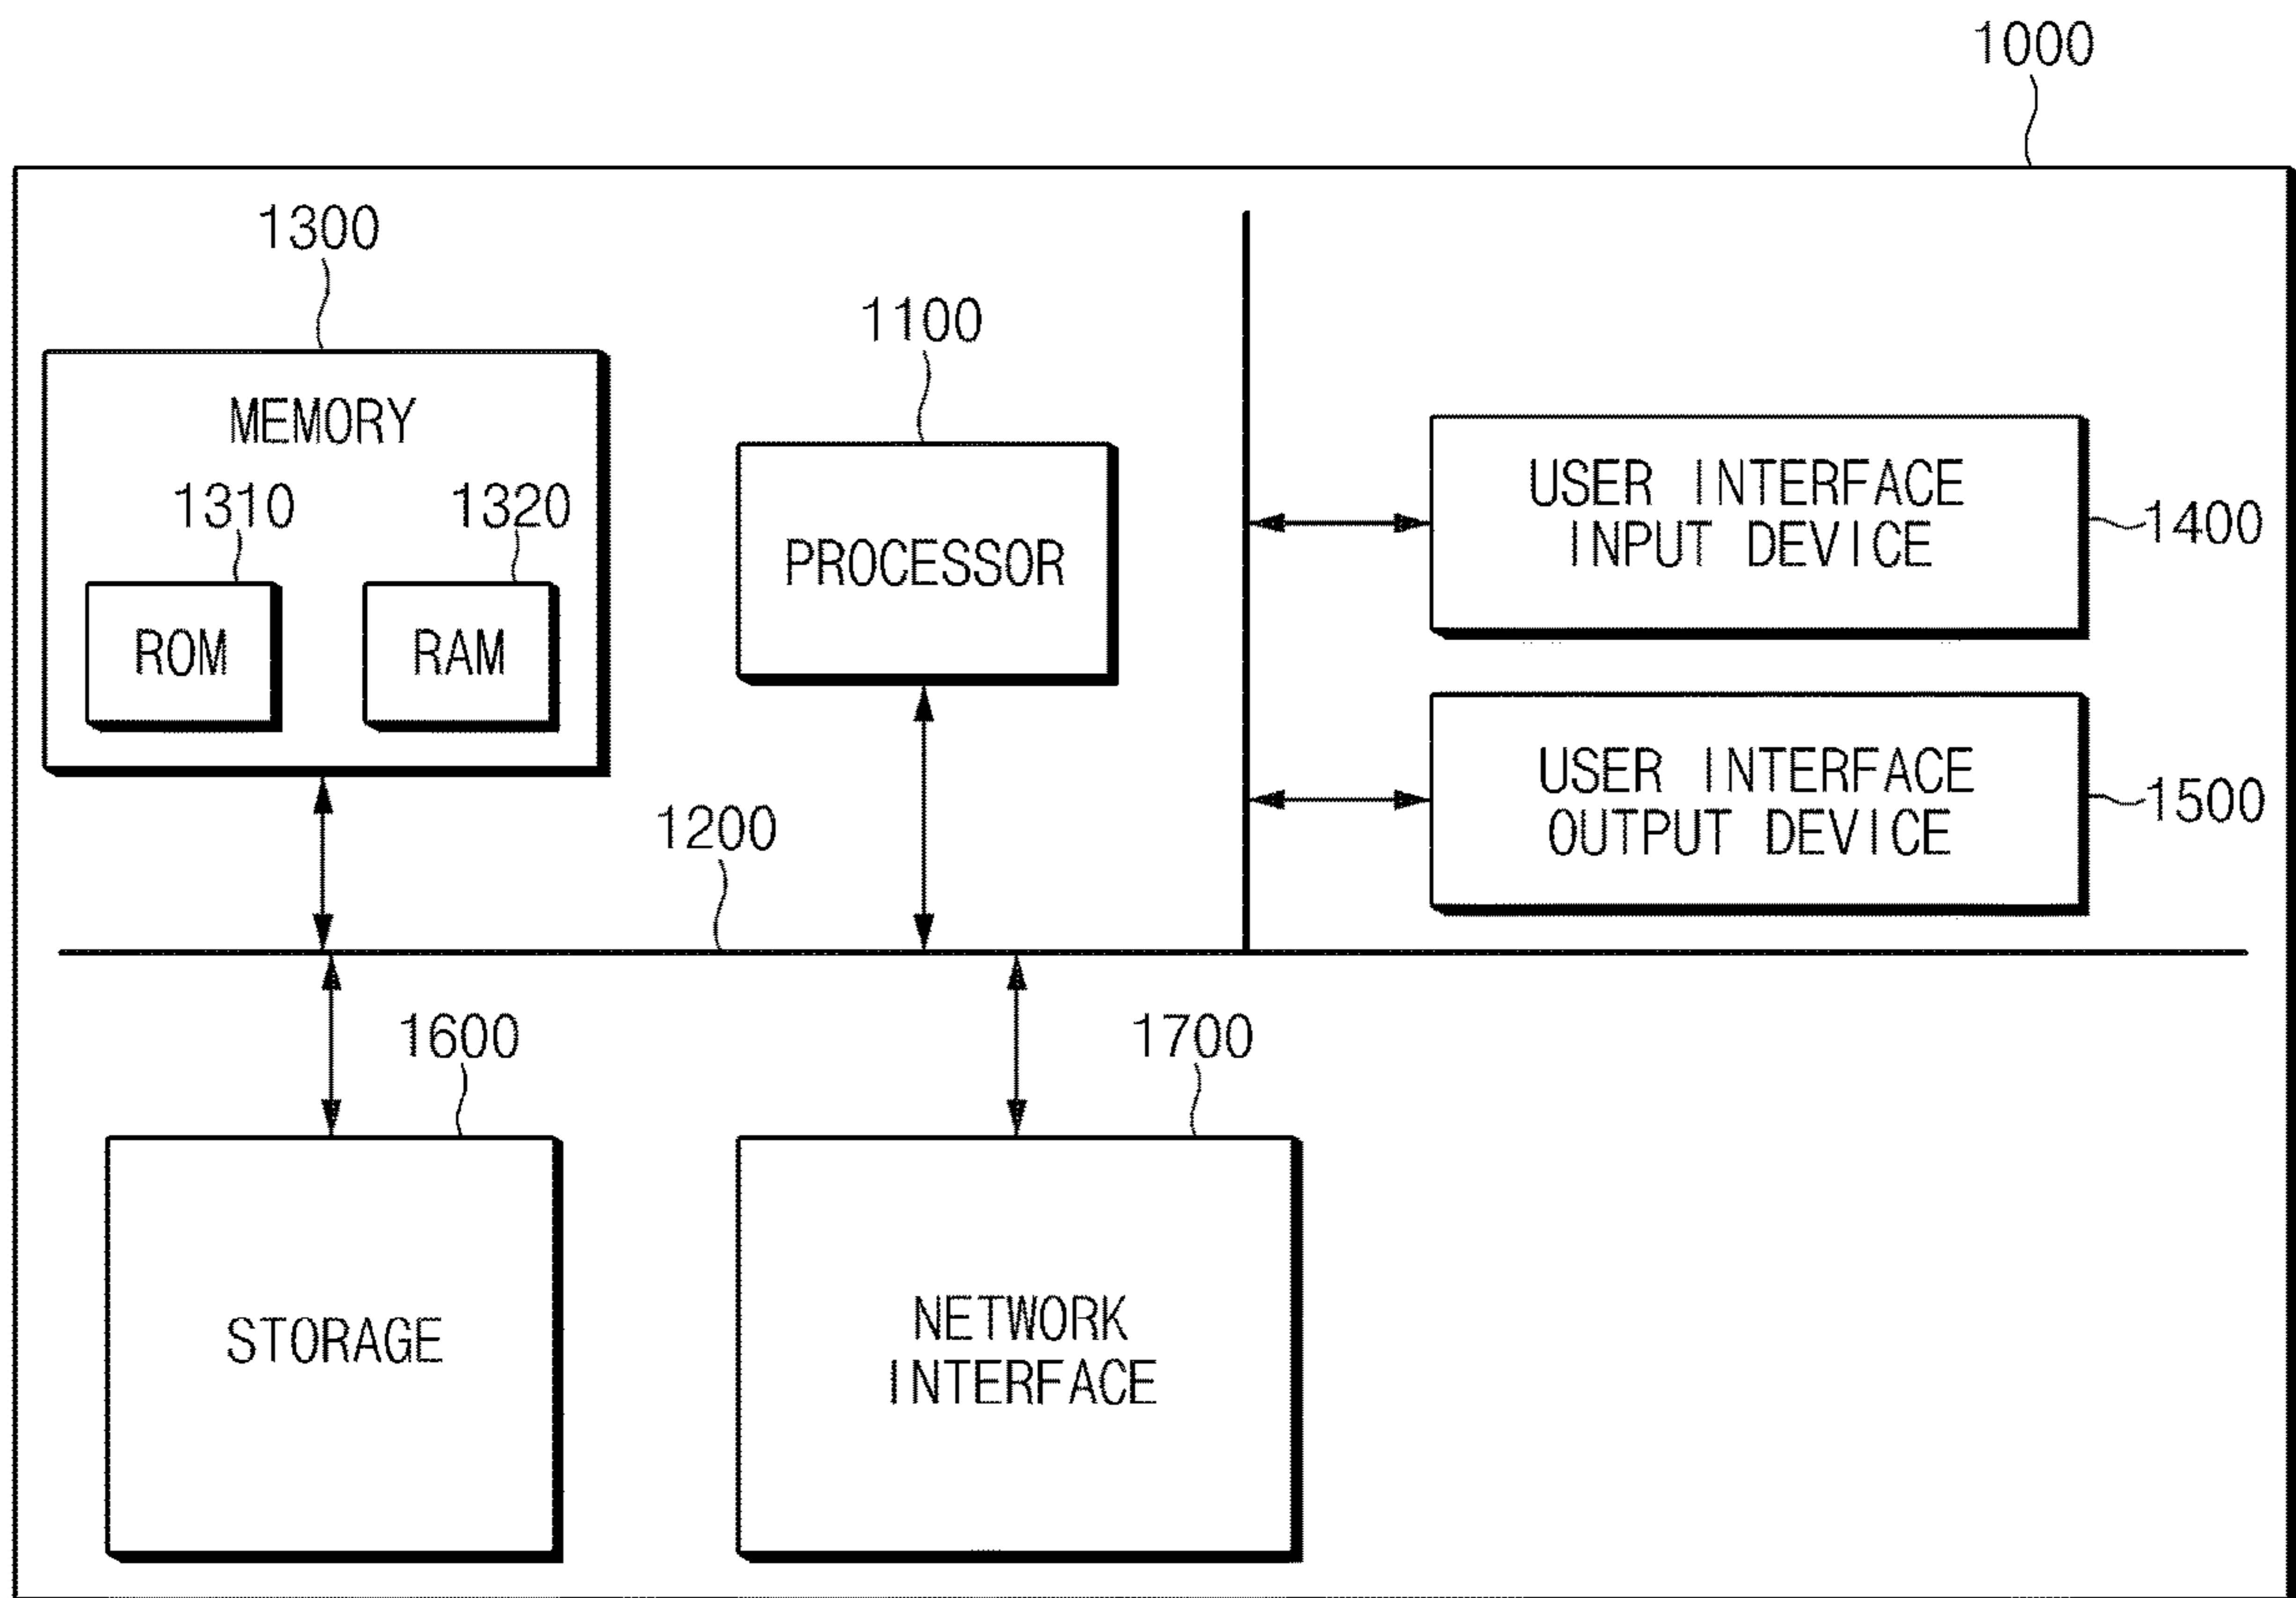 1000
1300
1100
MEMORY
1310
1320
ROM
RAM
PROCESSOR
USER INTERFACE
INPUT DEVICE
1400
USER INTERFACE
OUTPUT DEVICE
1500
1200
1600
1700
STORAGE
NETWORK
INTERFACE